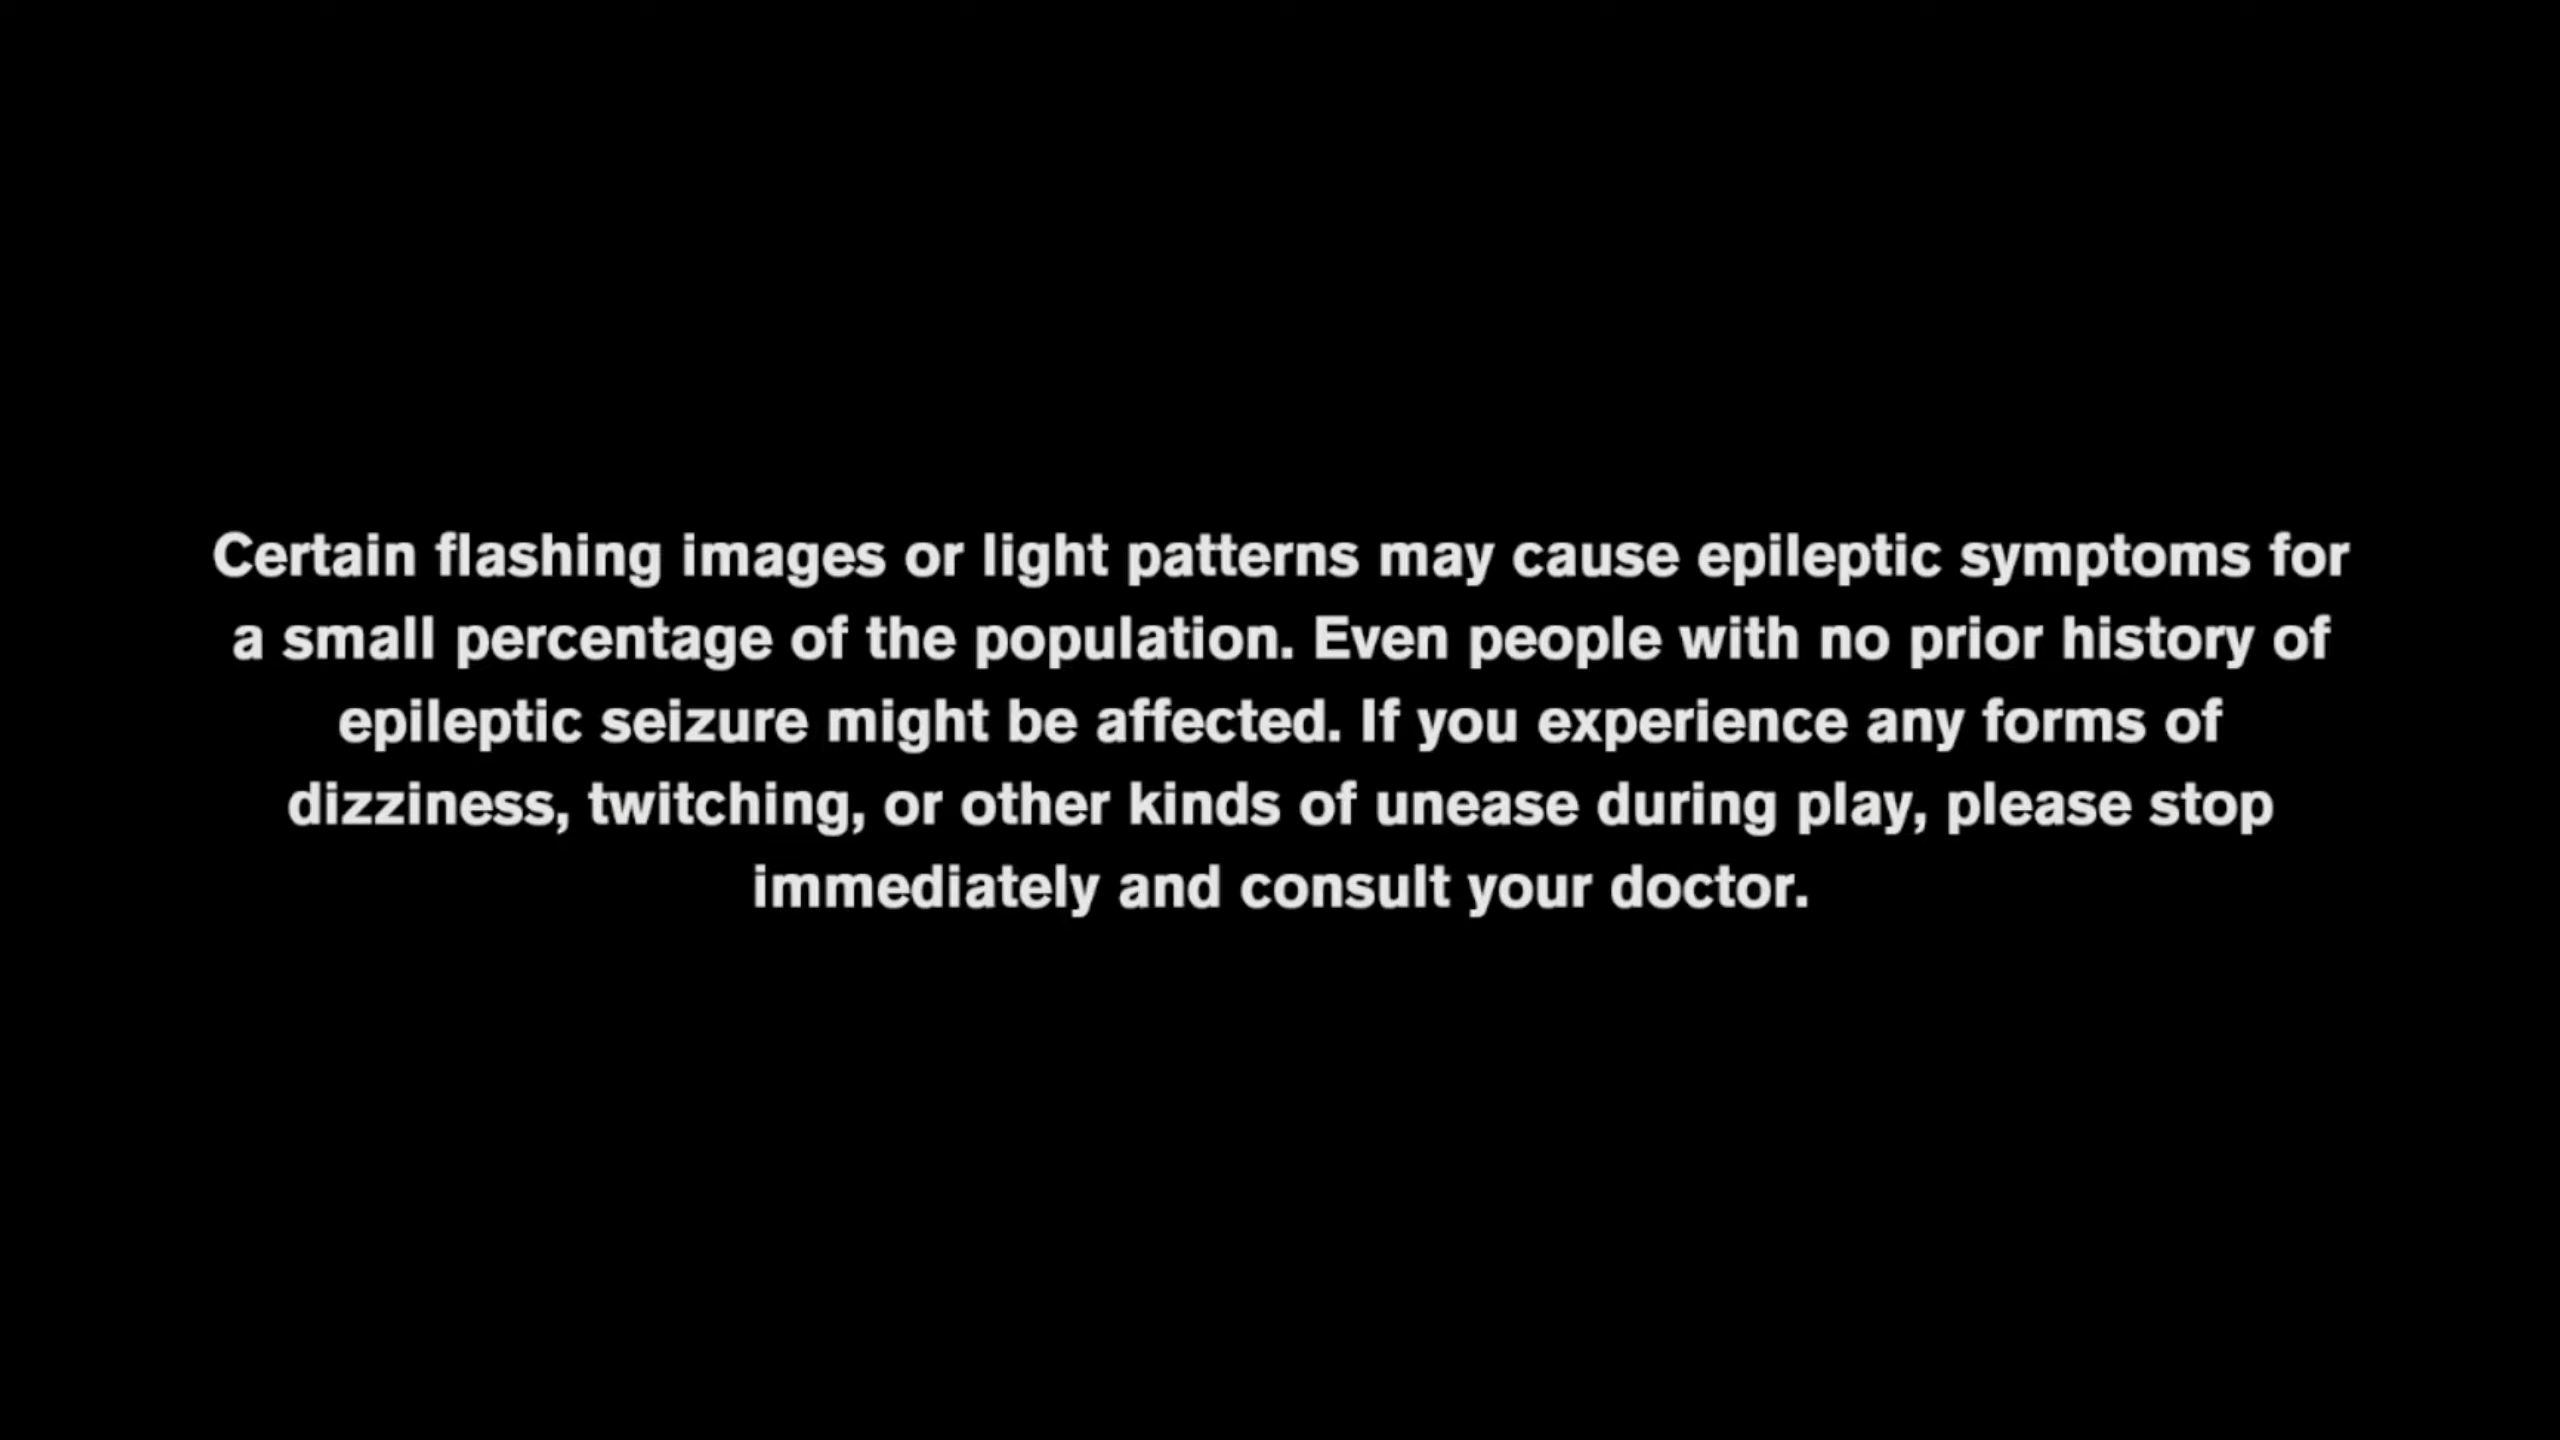 Certain flashing images or light patterns may cause epileptic symptoms for
a small percentage of the population. Even people with no prior history of
epileptic seizure might be affected. If you experience any forms of
dizziness, twitching, or other kinds of unease during play, please stop
immediately and consult your doctor.